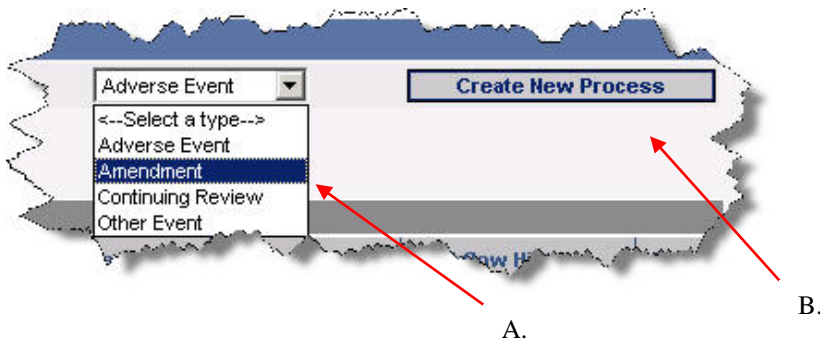 Adverse Event
Create New Process
<--Select a type-->
Adverse Event
Amendment
Continuing Review
Other Event
B.
A.